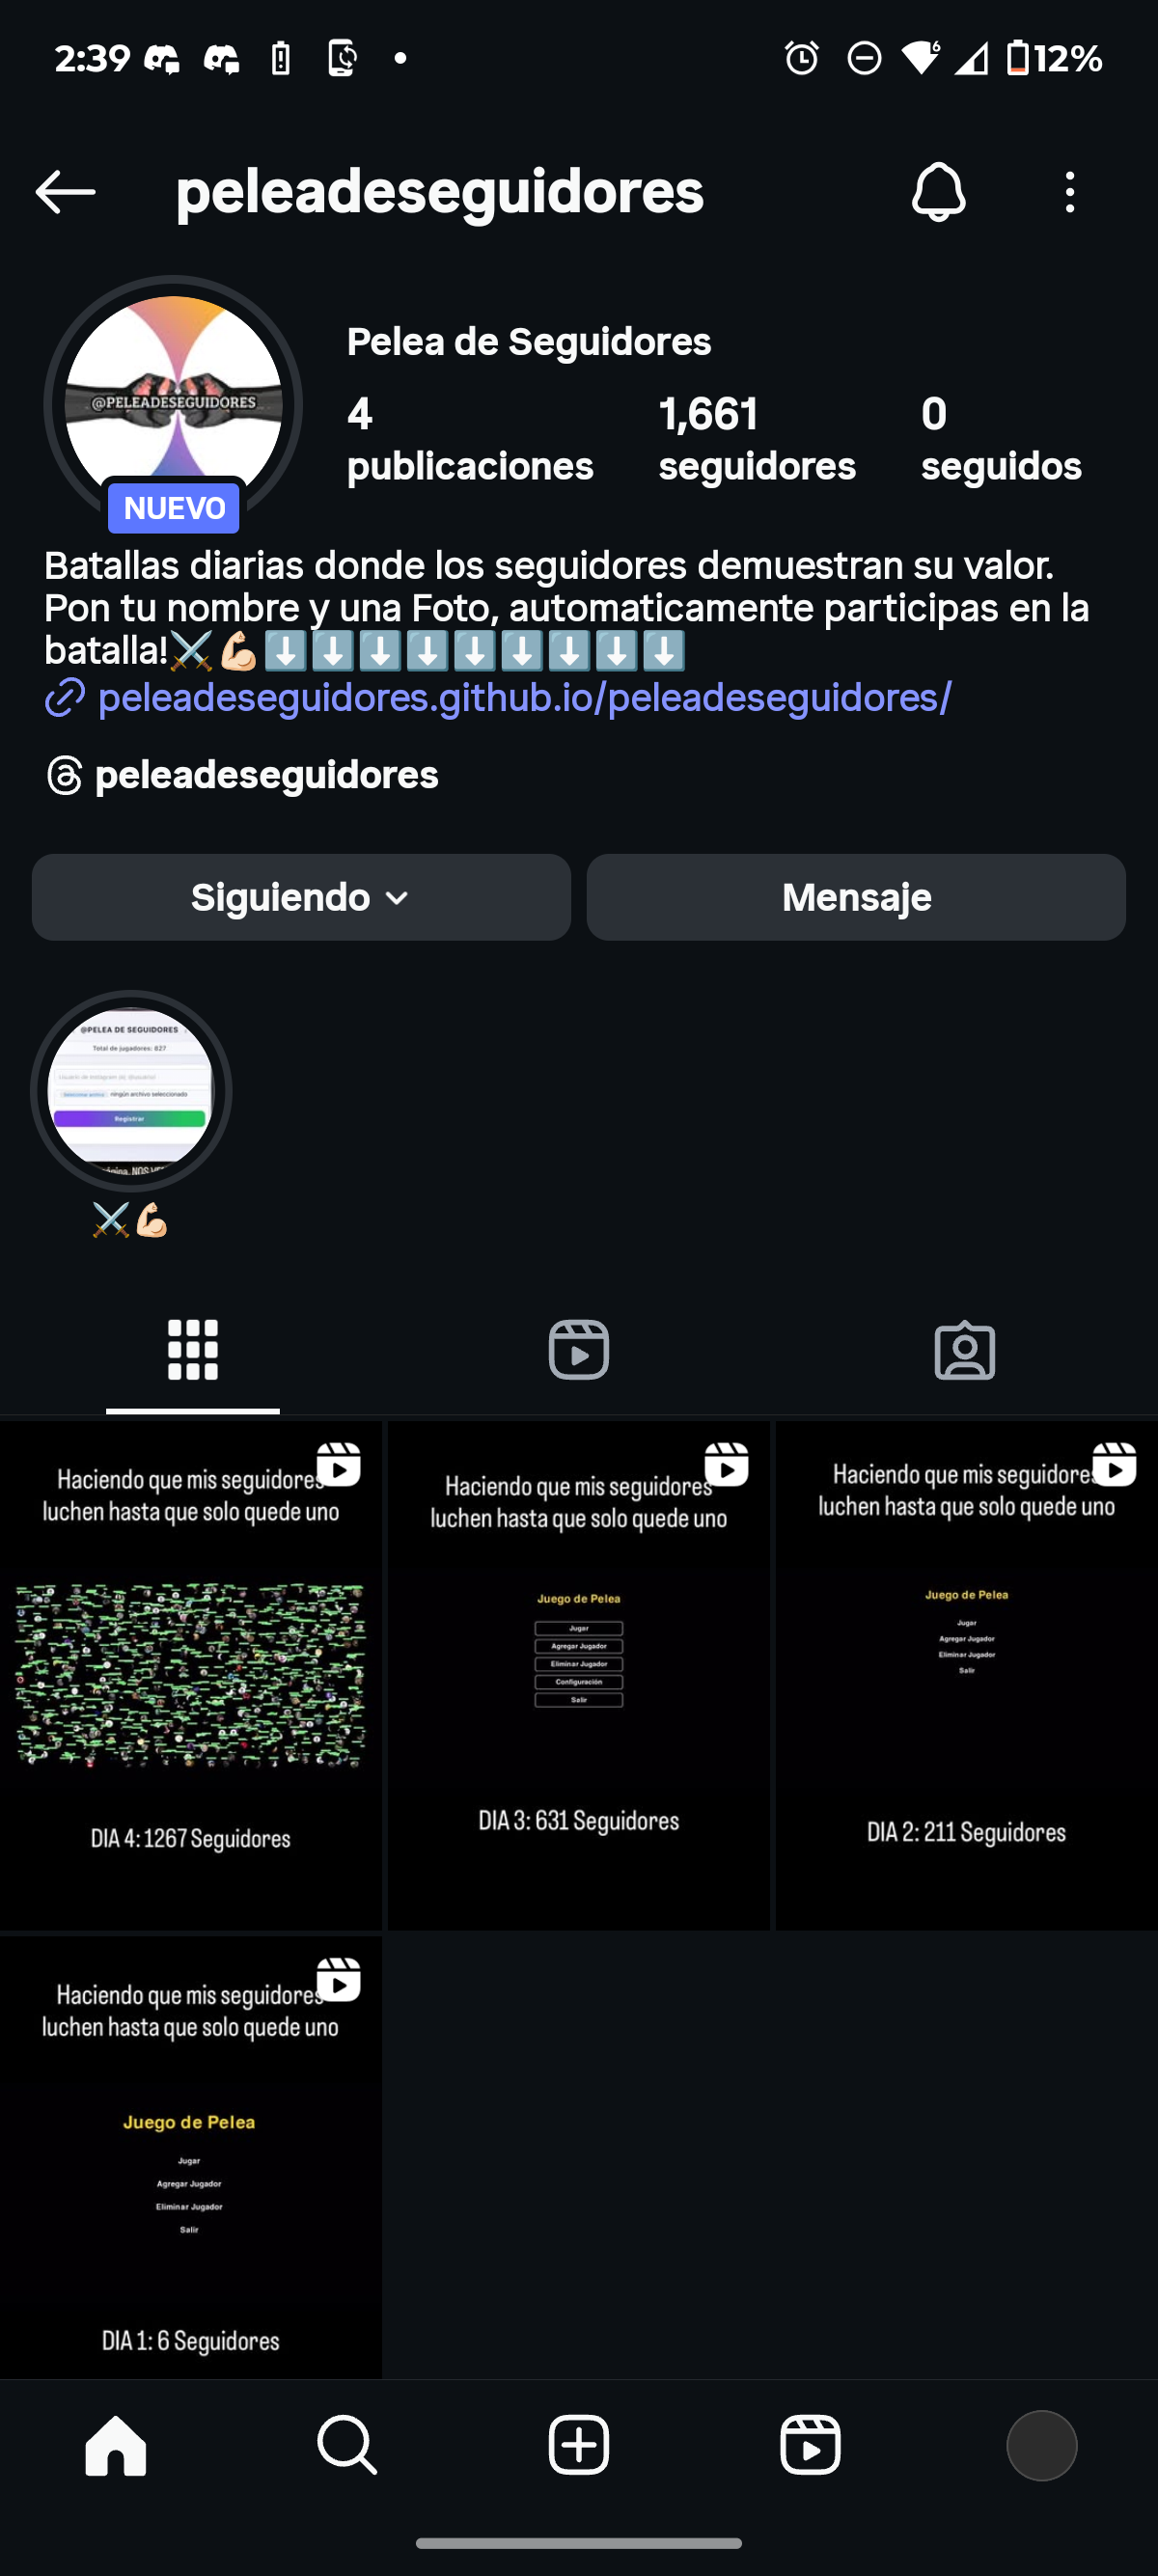 2:39
6
12%
peleadeseguidores
@PELEADESEGUIDORES
NUEVO
Pelea de Seguidores
4
publicaciones
1,661
seguidores
0
seguidos
Batallas diarias donde los seguidores demuestran su valor.
Pon tu nombre y una Foto, automaticamente participas en la
batalla!⚔️💪🏻⬇️⬇️⬇️⬇️⬇️⬇️⬇️⬇️⬇️
peleadeseguidores.github.io/peleadeseguidores/
peleadeseguidores
Siguiendo
Mensaje
@PELEA DE SEGUIDORES
Total de jugadores: 827
ningún archivo seleccionado
Registrar
⚔️💪🏻
Haciendo que mis seguidores
luchen hasta que solo quede uno
DIA 4: 1267 Seguidores
Haciendo que mis seguidores
luchen hasta que solo quede uno
Juego de Pelea
Jugar
Agregar Jugador
Eliminar Jugador
Configuración
Salir
DIA 3: 631 Seguidores
Haciendo que mis seguidores
luchen hasta que solo quede uno
Juego de Pelea
Jugar
Agregar Jugador
Eliminar Jugador
Salir
DIA 2: 211 Seguidores
Haciendo que mis seguidores
luchen hasta que solo quede uno
Juego de Pelea
Jugar
Agregar Jugador
Eliminar Jugador
Salir
DIA 1: 6 Seguidores